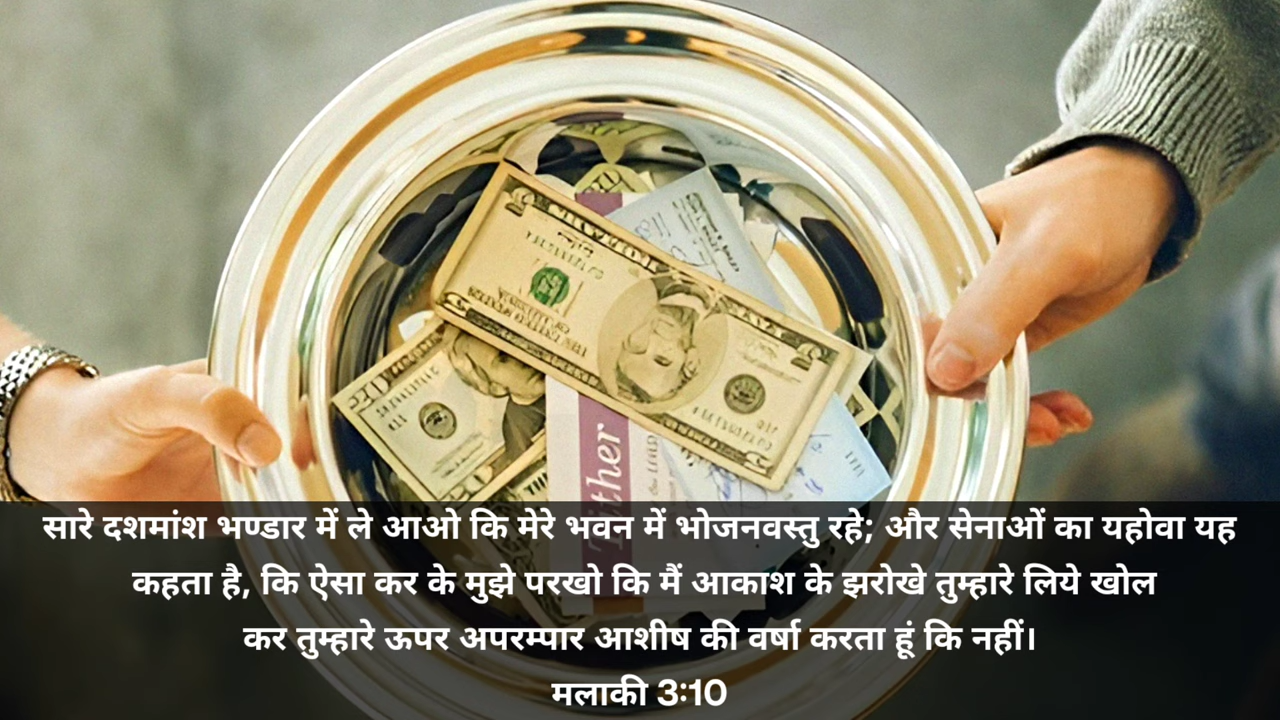 ither
सारे दशमांश भण्डार में ले आओ कि मेरे भवन में भोजनवस्तु रहे; और सेनाओं का यहोवा यह
कहता है, कि ऐसा कर के मुझे परखो कि मैं आकाश के झरोखे तुम्हारे लिये खोल
कर तुम्हारे ऊपर अपरम्पार आशीष की वर्षा करता हूं कि नहीं।
मलाकी 3:10